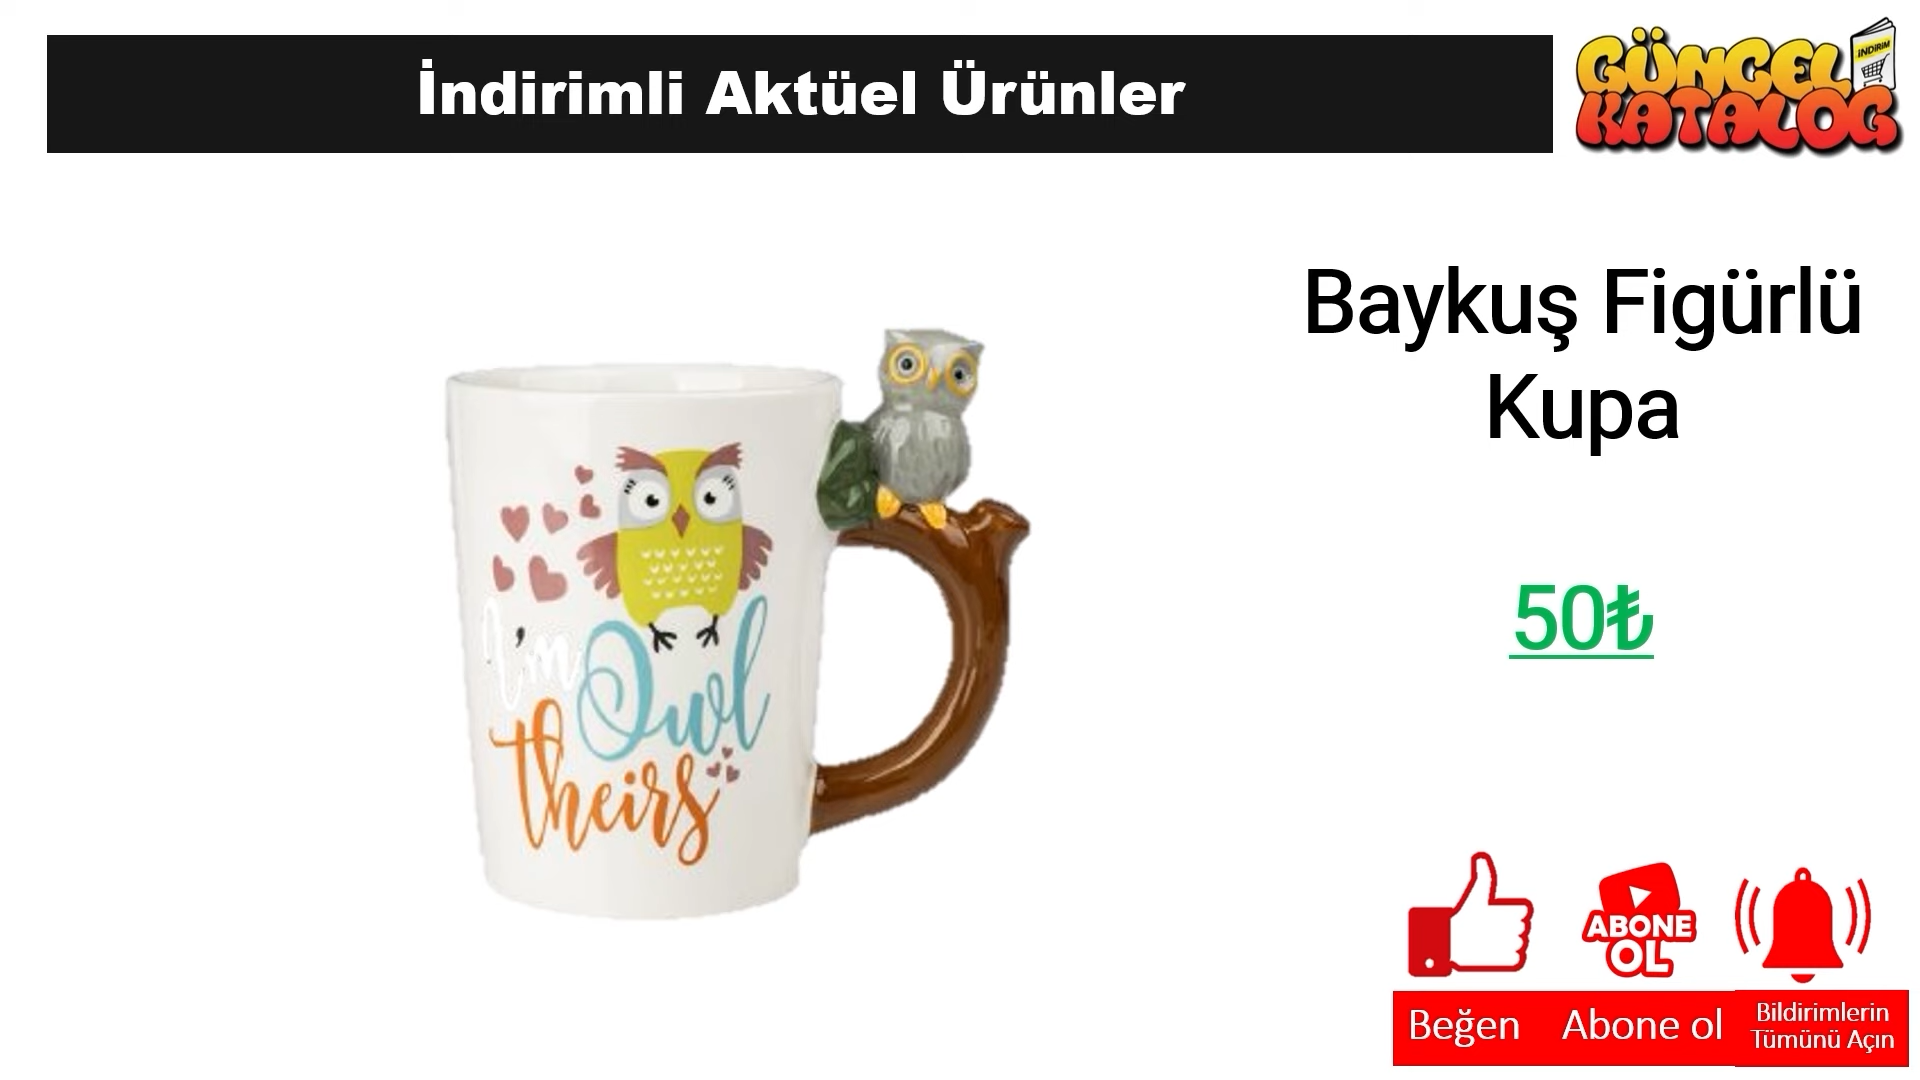 İndirimli Aktüel Ürünler
GÜNCEL
İNDİRİM
KATALOG
Baykuş Figürlü
Kupa
50₺
I'm
Owl
theirs
ABONE
OL
Beğen
Abone ol
Bildirimlerin
Tümünü Açın